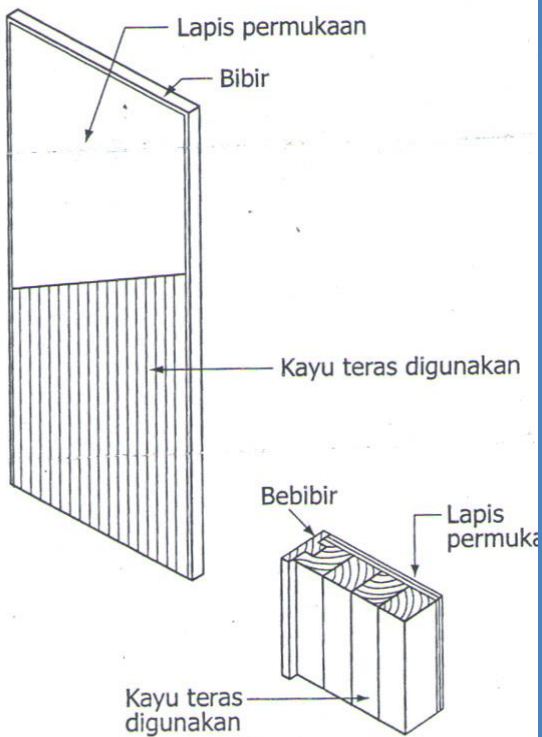 Lapis permukaan
Bibir
Kayu teras digunakan
Bebibir
Lapis
permuka
Kayu teras
digunakan